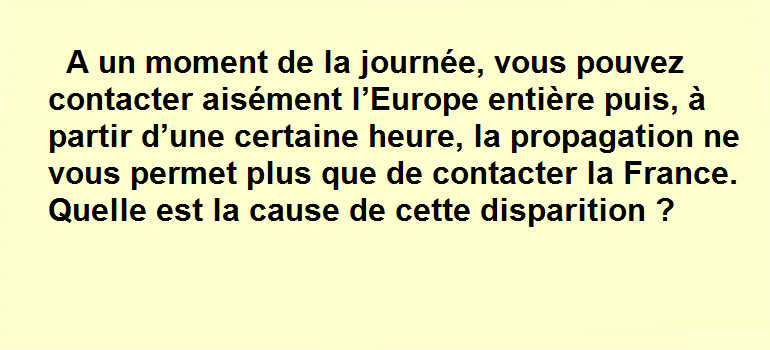 A un moment de la journée, vous pouvez
contacter aisément l’Europe entière puis, à
partir d’une certaine heure, la propagation ne
vous permet plus que de contacter la France.
Quelle est la cause de cette disparition ?